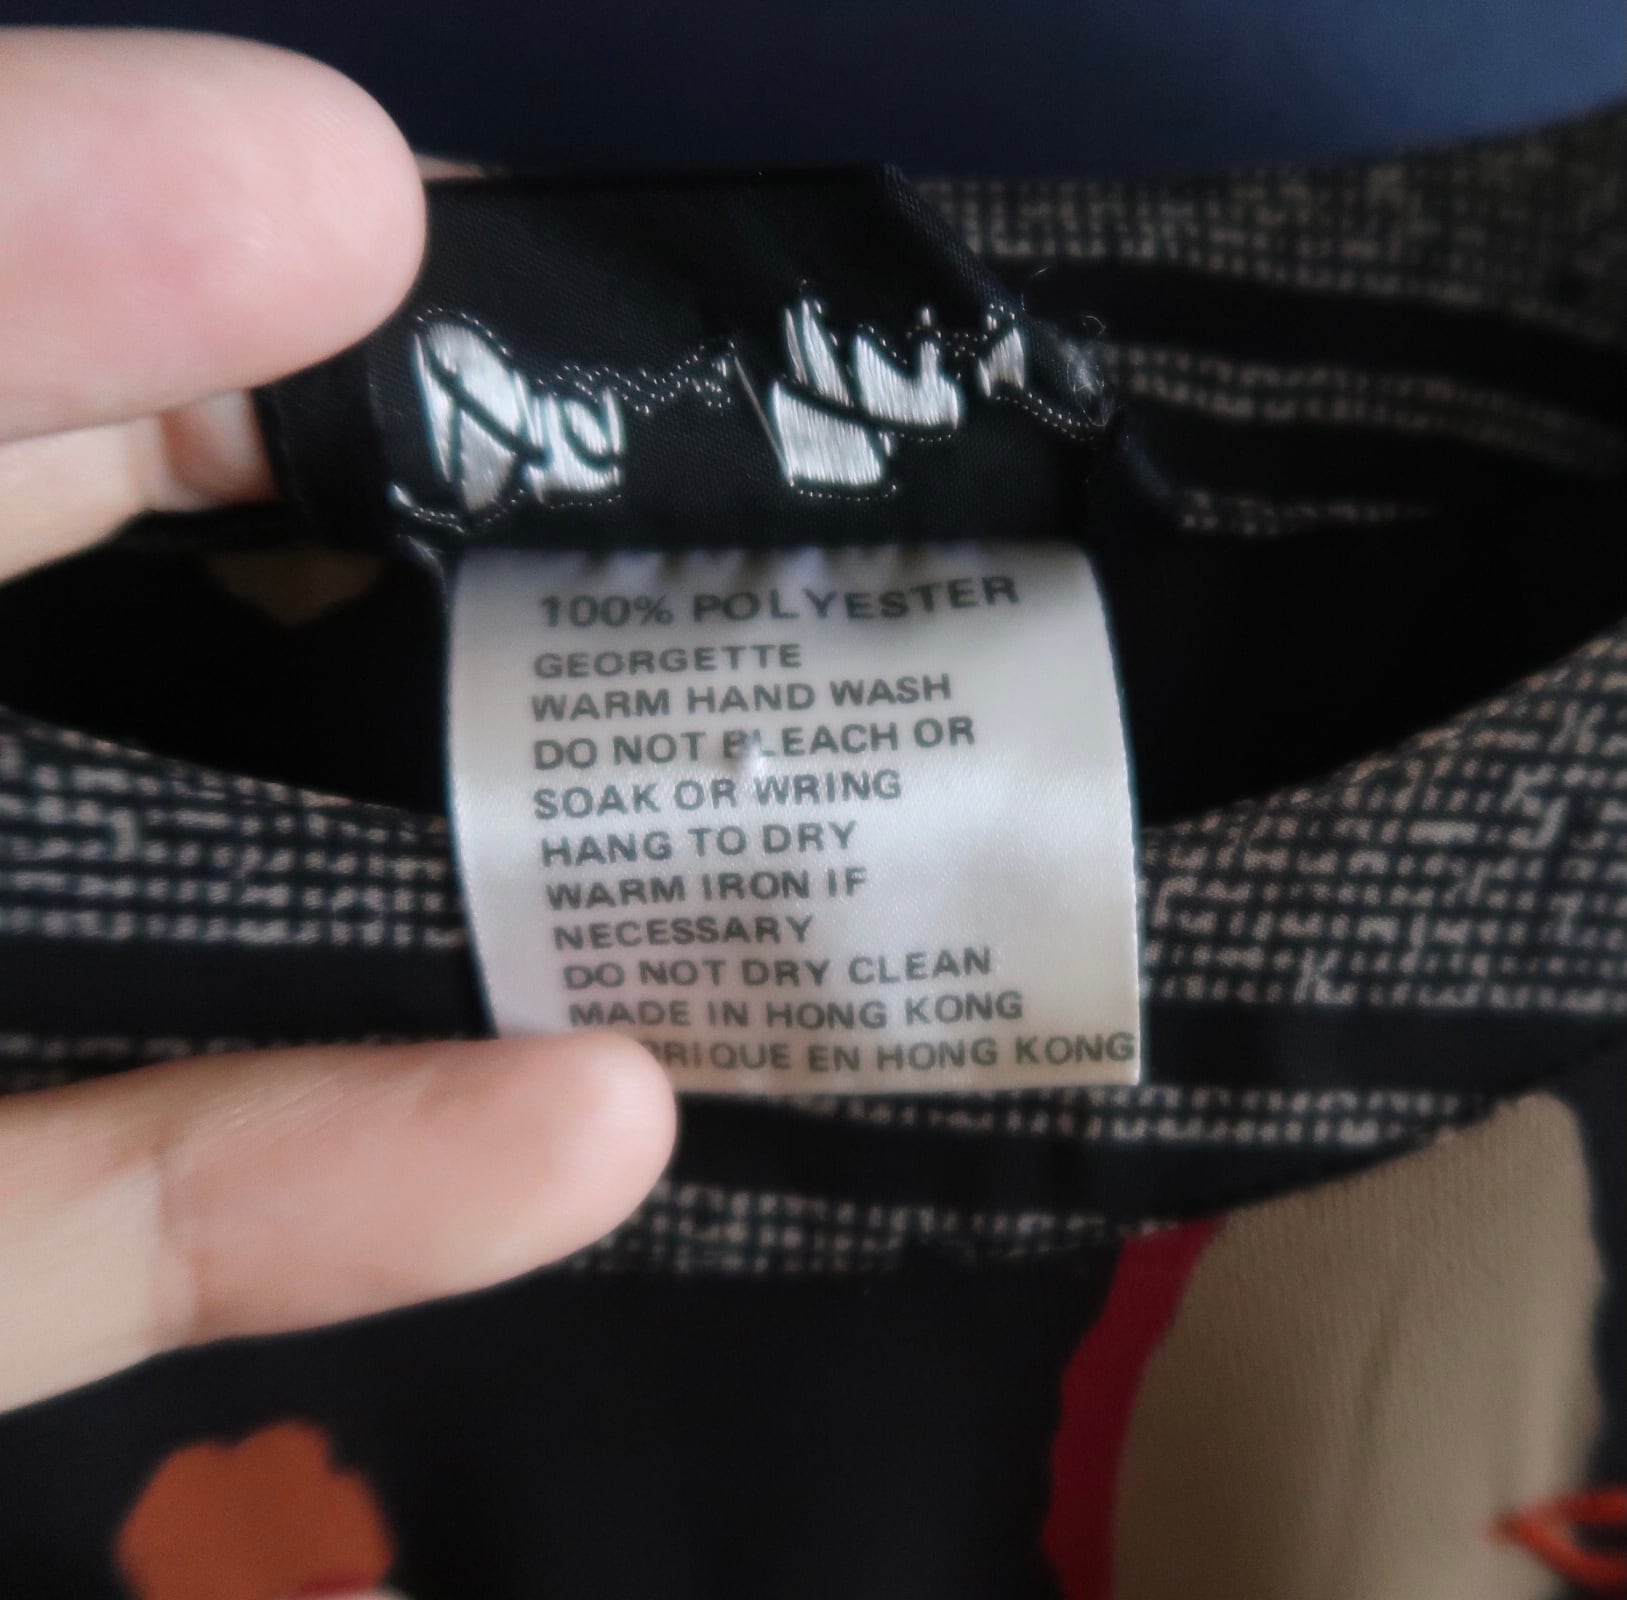 100% POLYESTER
GEORGETTE
WARM HAND WASH
DO NOT BLEACH OR
SOAK OR WRING
HANG TO DRY
WARM IRON IF
NECESSARY
DO NOT DRY CLEAN
MADE IN HONG KONG
EN HONG KONG